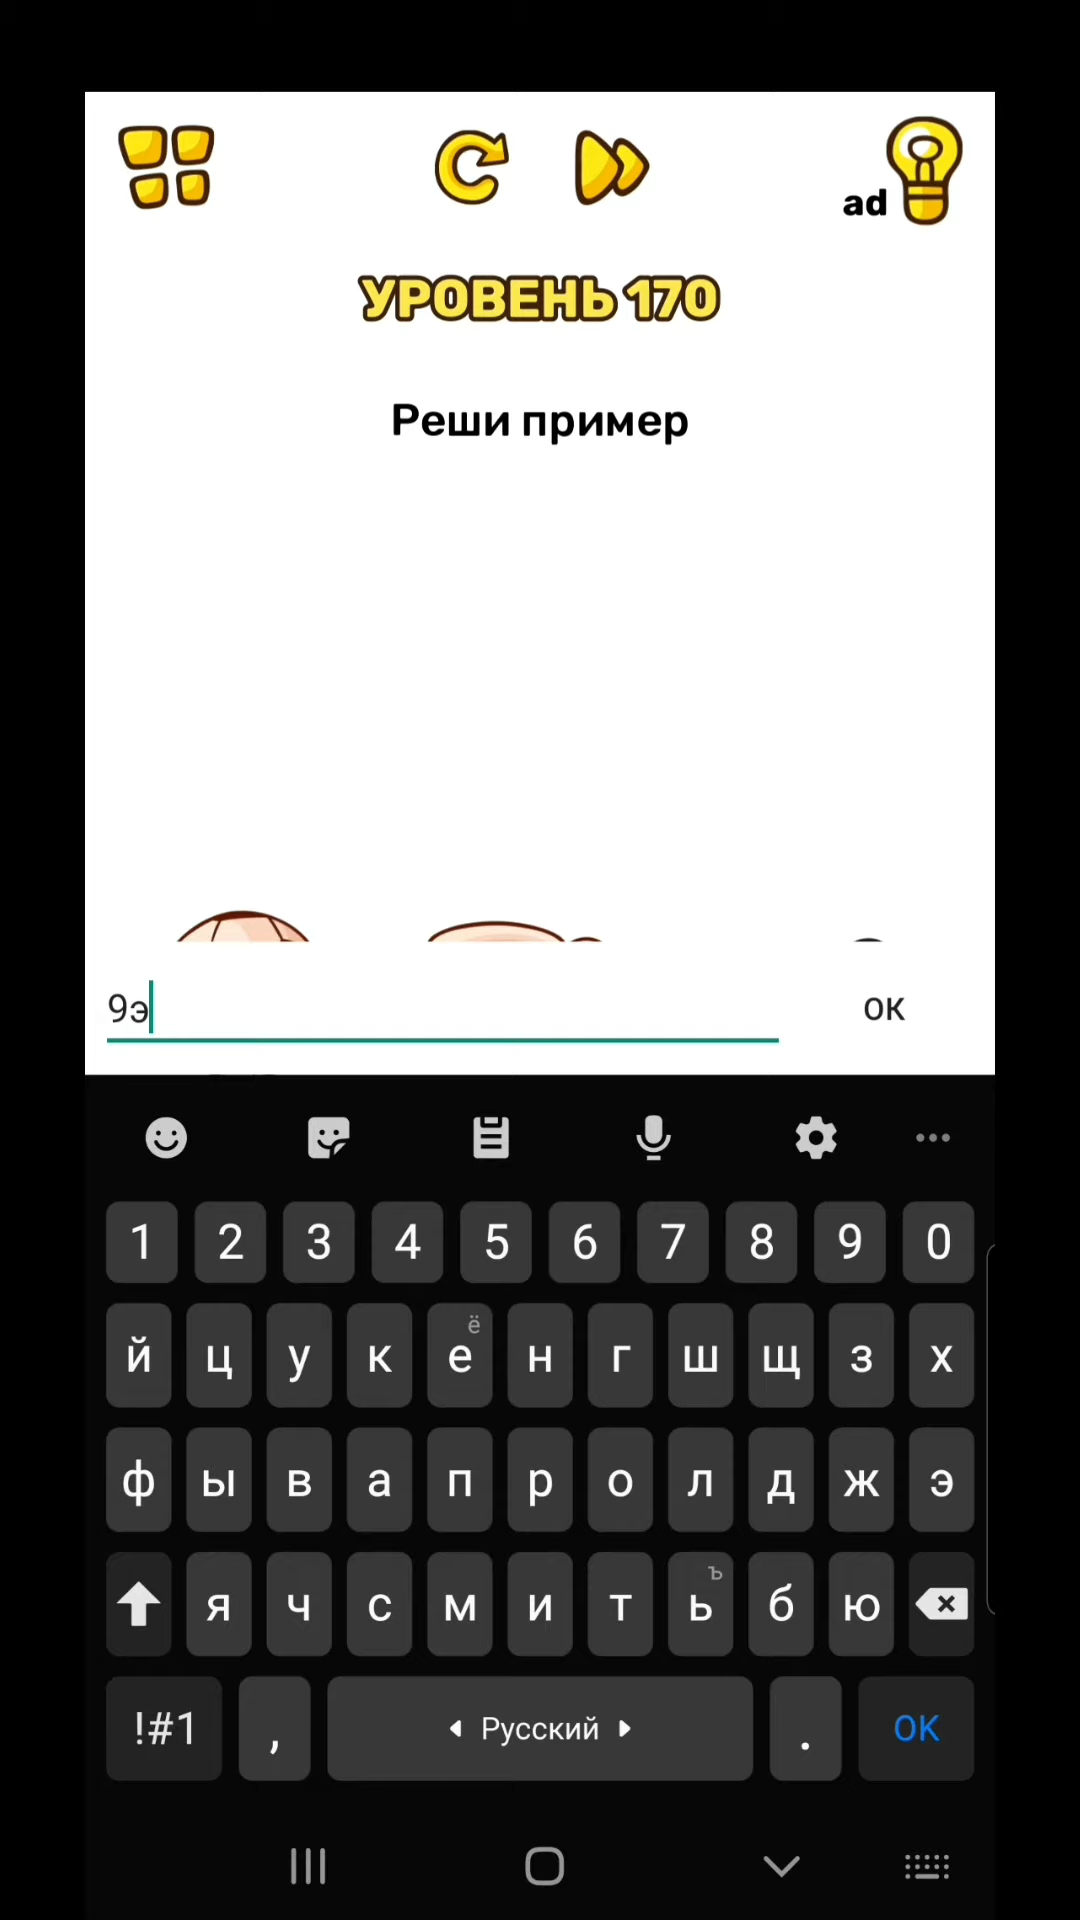 ad
УРОВЕНЬ 170
Реши пример
9э
ОК
1 2 3 4 5 6 7 8 9 0
ё
й ц у к е н г ш щ з х
ф ы в а п р о л д ж э
ъ
я ч с м и т ь б ю
!#1 , Русский . OK